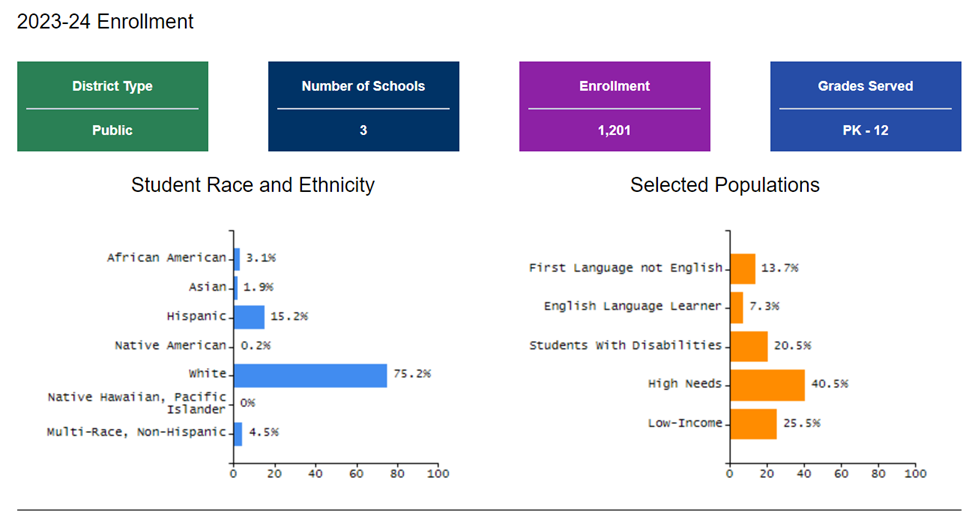 2023-24 Enrollment
District Type
Public
Number of Schools
3
Enrollment
1,201
Grades Served
PK - 12
Student Race and Ethnicity
African American
3.1%
Asian
1.9%
Hispanic
15.2%
Native American
0.2%
White
75.2%
Native Hawaiian, Pacific
Islander
0%
Multi-Race, Non-Hispanic
4.5%
0 20 40 60 80 100
Selected Populations
First Language not English
13.7%
English Language Learner
7.3%
Students With Disabilities
20.5%
High Needs
40.5%
Low-Income
25.5%
0 20 40 60 80 100